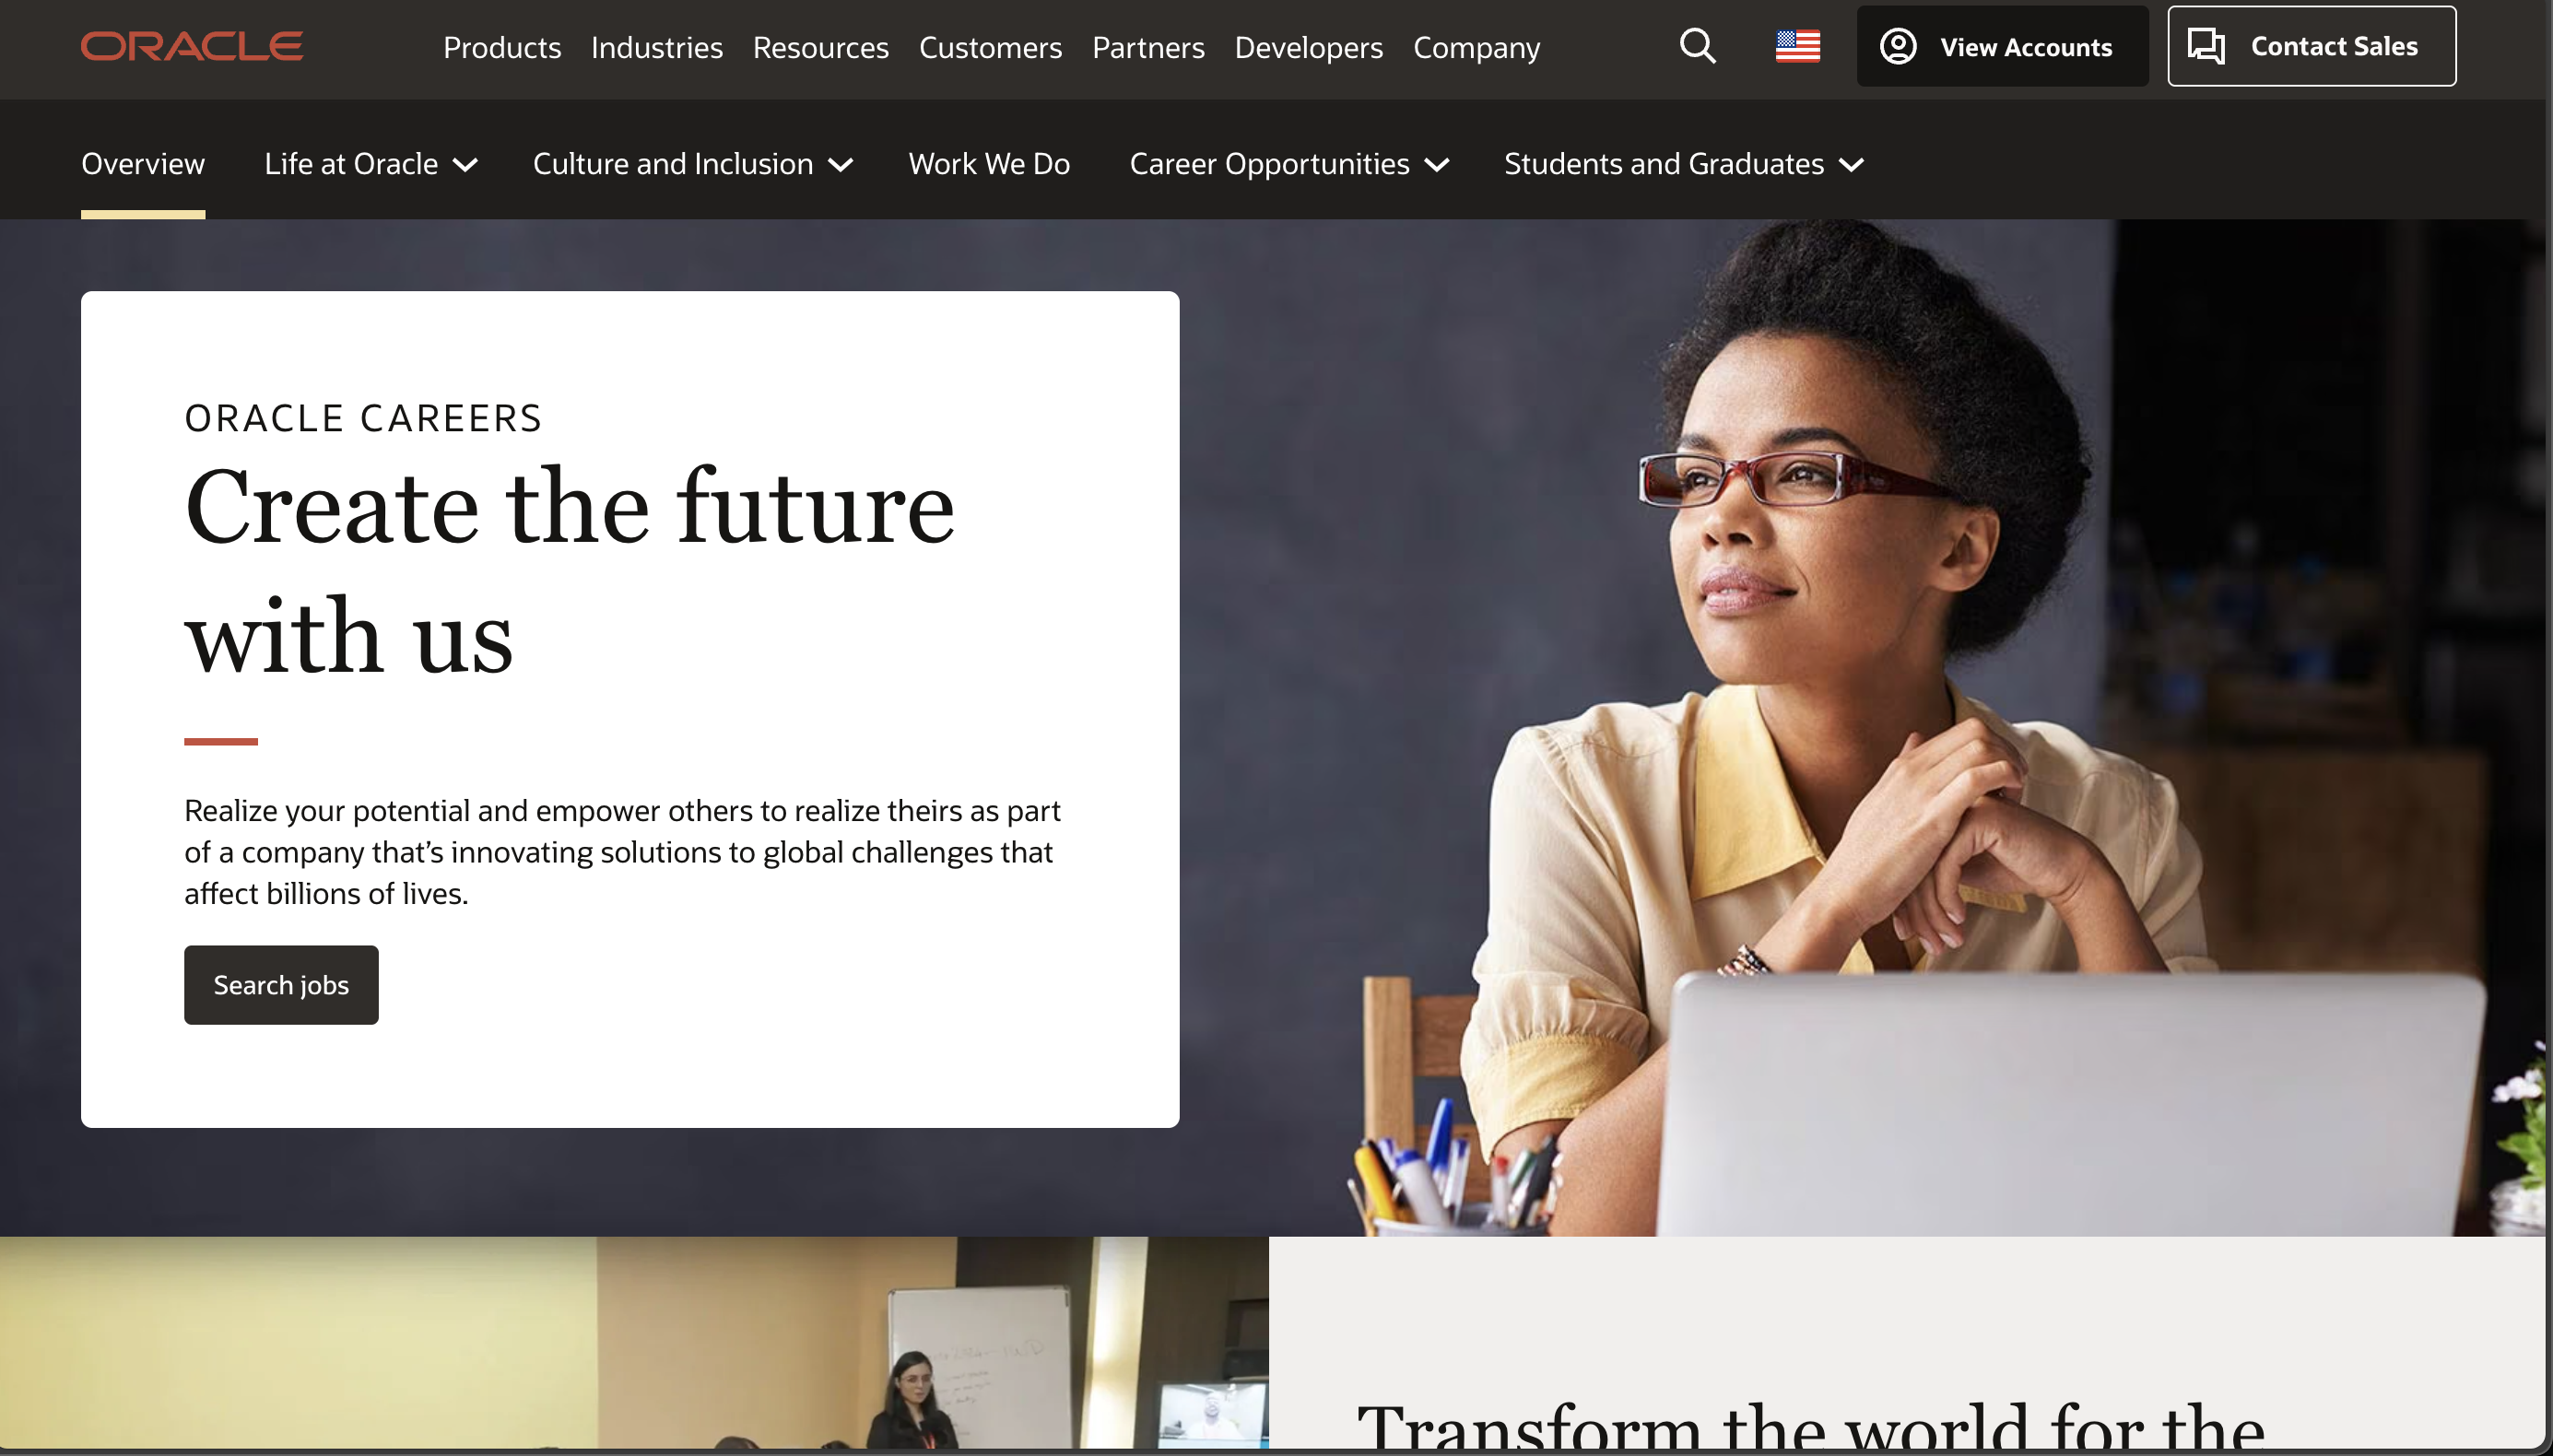 ORACLE
Products Industries Resources Customers Partners Developers Company
View Accounts
Contact Sales
Overview Life at Oracle Culture and Inclusion Work We Do Career Opportunities Students and Graduates
ORACLE CAREERS
Create the future
with us
Realize your potential and empower others to realize theirs as part
of a company that’s innovating solutions to global challenges that
affect billions of lives.
Search jobs
Transform the world for the